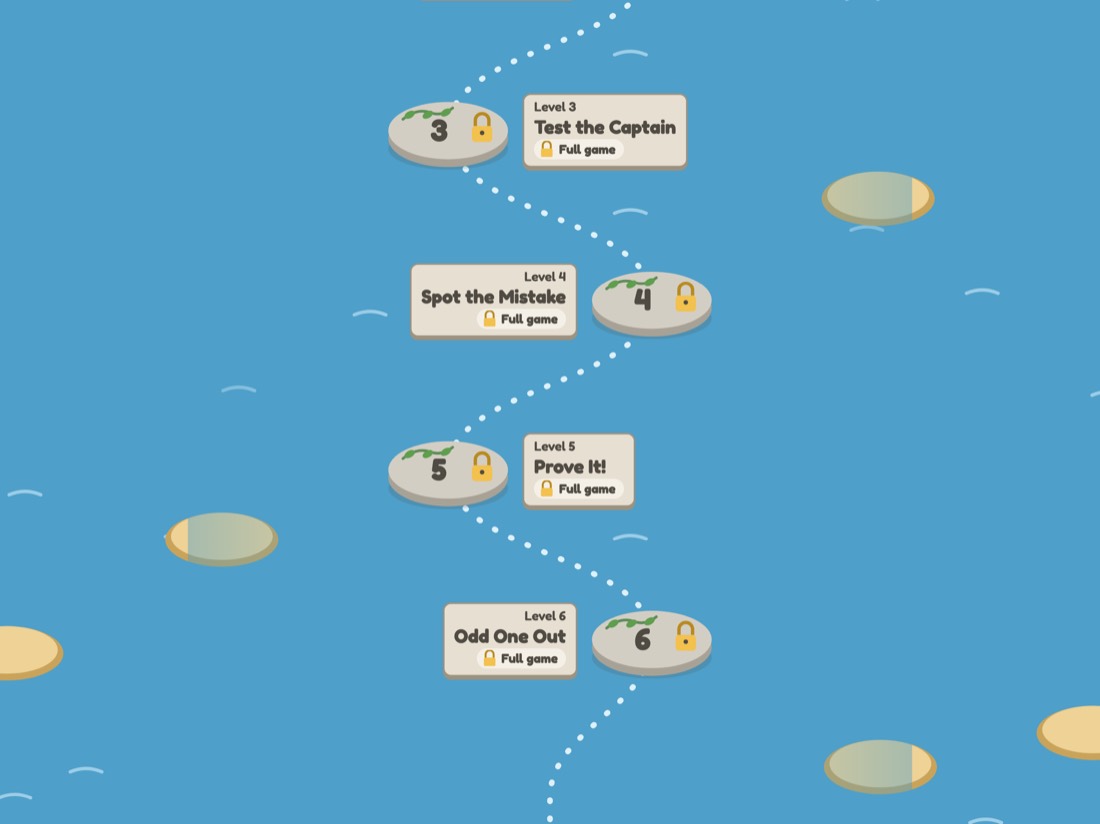 3
Level 3
Test the Captain
Full game
Level 4
Spot the Mistake
Full game
4
5
Level 5
Prove It!
Full game
Level 6
Odd One Out
Full game
6